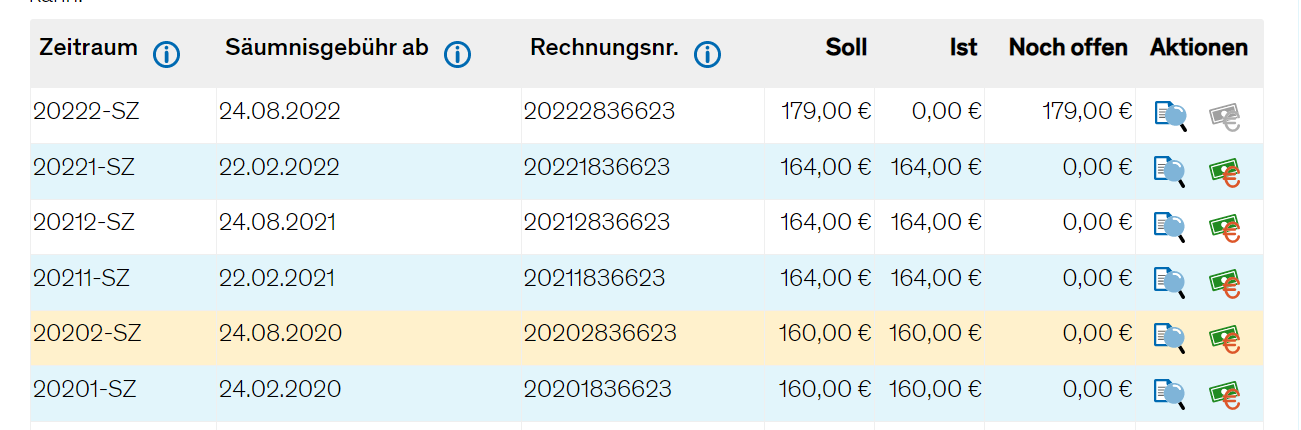 Zeitraum Säumnisgebühr ab Rechnungsnr. Soll Ist Noch offen Aktionen
20222-SZ 24.08.2022 20222836623 179,00 € 0,00 € 179,00 €
20221-SZ 22.02.2022 20221836623 164,00 € 164,00 € 0,00 €
20212-SZ 24.08.2021 20212836623 164,00 € 164,00 € 0,00 €
20211-SZ 22.02.2021 20211836623 164,00 € 164,00 € 0,00 €
20202-SZ 24.08.2020 20202836623 160,00 € 160,00 € 0,00 €
20201-SZ 24.02.2020 20201836623 160,00 € 160,00 € 0,00 €